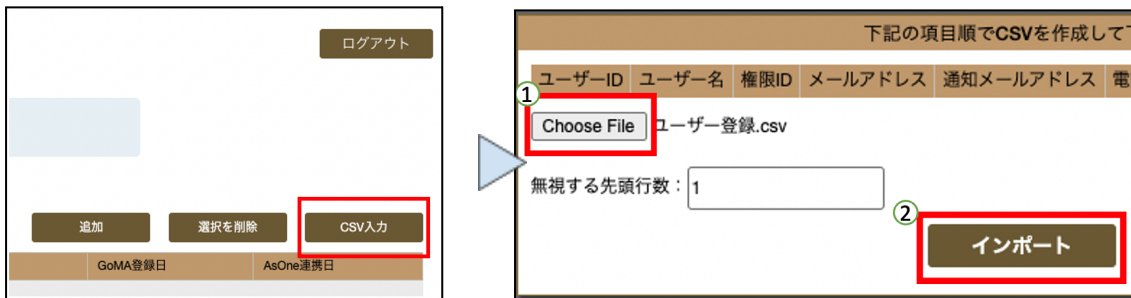 ログアウト
追加 選択を削除 CSV入力
GoMA登録日 AsOne連携日
下記の項目順でCSVを作成して
ユーザーID ユーザー名 権限ID メールアドレス 通知メールアドレス 電
①
Choose File ユーザー登録.csv
無視する先頭行数：1
②
インポート